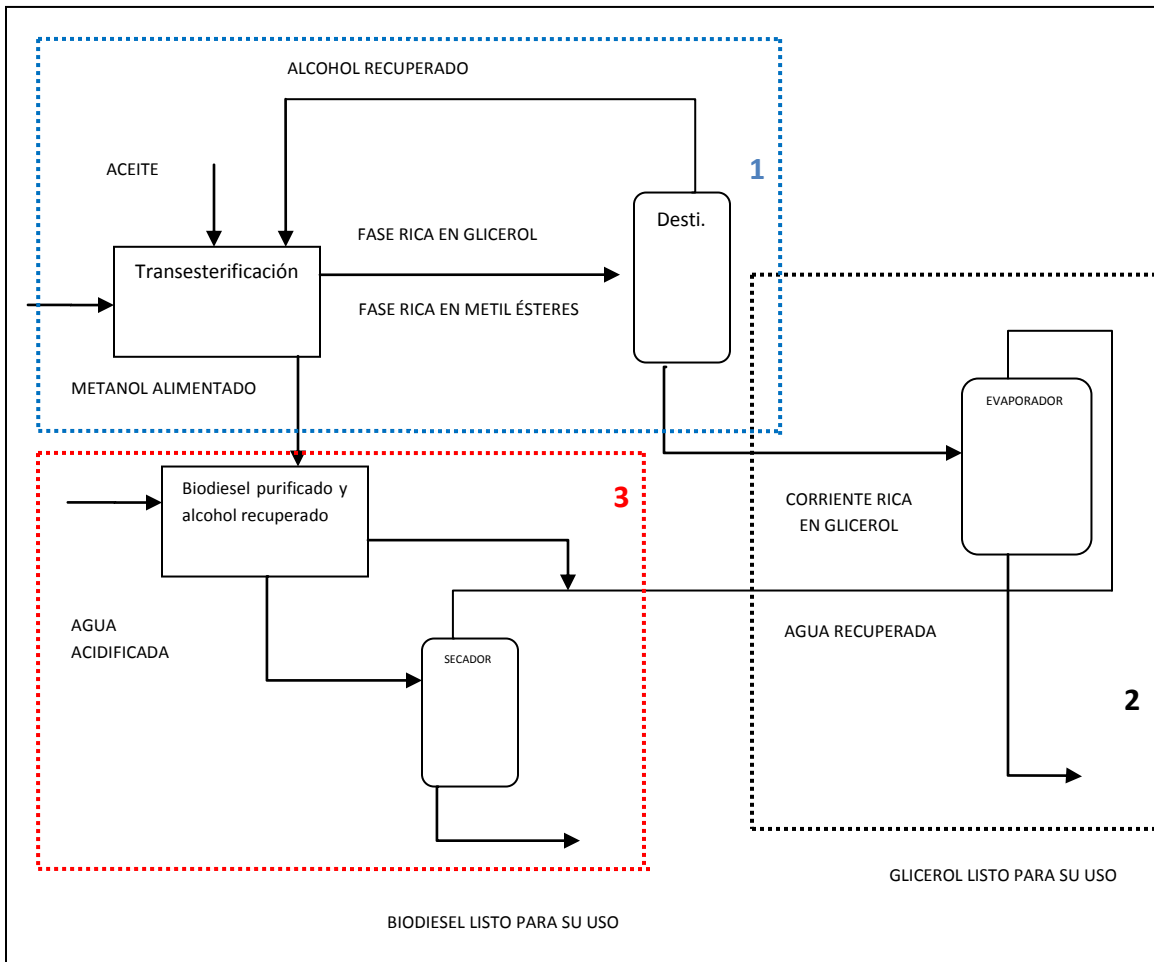 ALCOHOL RECUPERADO
ACEITE
1
Desti.
FASE RICA EN GLICEROL
Transesterificación
FASE RICA EN METIL ÉSTERES
METANOL ALIMENTADO
EVAPORADOR
Biodiesel purificado y
alcohol recuperado
3
CORRIENTE RICA
EN GLICEROL
AGUA
ACIDIFICADA
AGUA RECUPERADA
SECADOR
2
GLICEROL LISTO PARA SU USO
BIODIESEL LISTO PARA SU USO